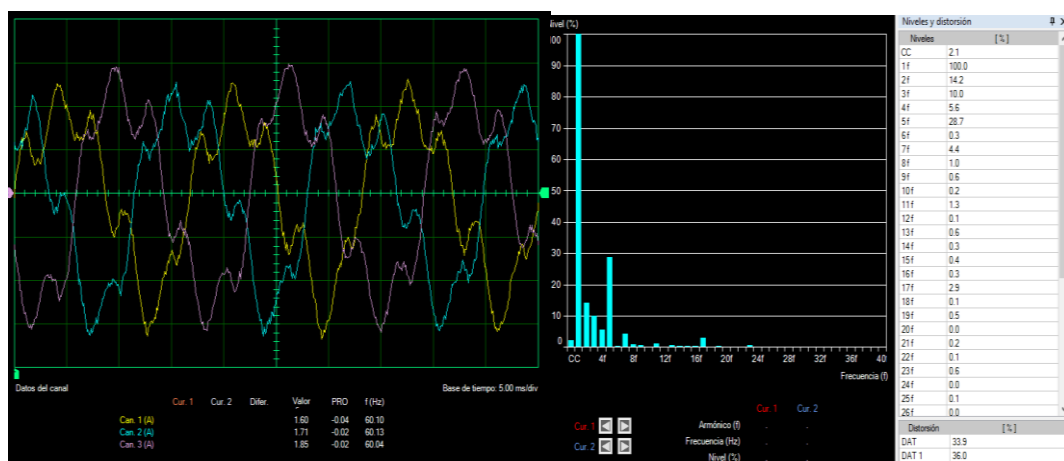 Datos del canal
Base de tiempo: 5.00 ms/div
Cur. 1 Cur. 2 Difer. Valor PRO f (Hz)
Can. 1 (A) 1.60 -0.04 60.10
Can. 2 (A) 1.71 -0.02 60.13
Can. 3 (A) 1.85 -0.02 60.04
Nivel (%)
100
90
80
70
60
50
40
30
20
10
0
CC 4f 8f 12f 16f 20f 24f 28f 32f 36f 40
Frecuencia (f)
Cur. 1 Cur. 2
Cur. 1 Armónico (f)
Frecuencia (Hz)
Cur. 2 Nivel (%)
Niveles y distorsión
Niveles [ % ]
CC 2.1
1f 100.0
2f 14.2
3f 10.0
4f 5.6
5f 28.7
6f 0.3
7f 4.4
8f 1.0
9f 0.6
10f 0.2
11f 1.3
12f 0.1
13f 0.6
14f 0.3
15f 0.4
16f 0.3
17f 2.9
18f 0.1
19f 0.5
20f 0.0
21f 0.2
22f 0.1
23f 0.6
24f 0.0
25f 0.1
26f 0.0
Distorsión [ % ]
DAT 33.9
DAT 1 36.0